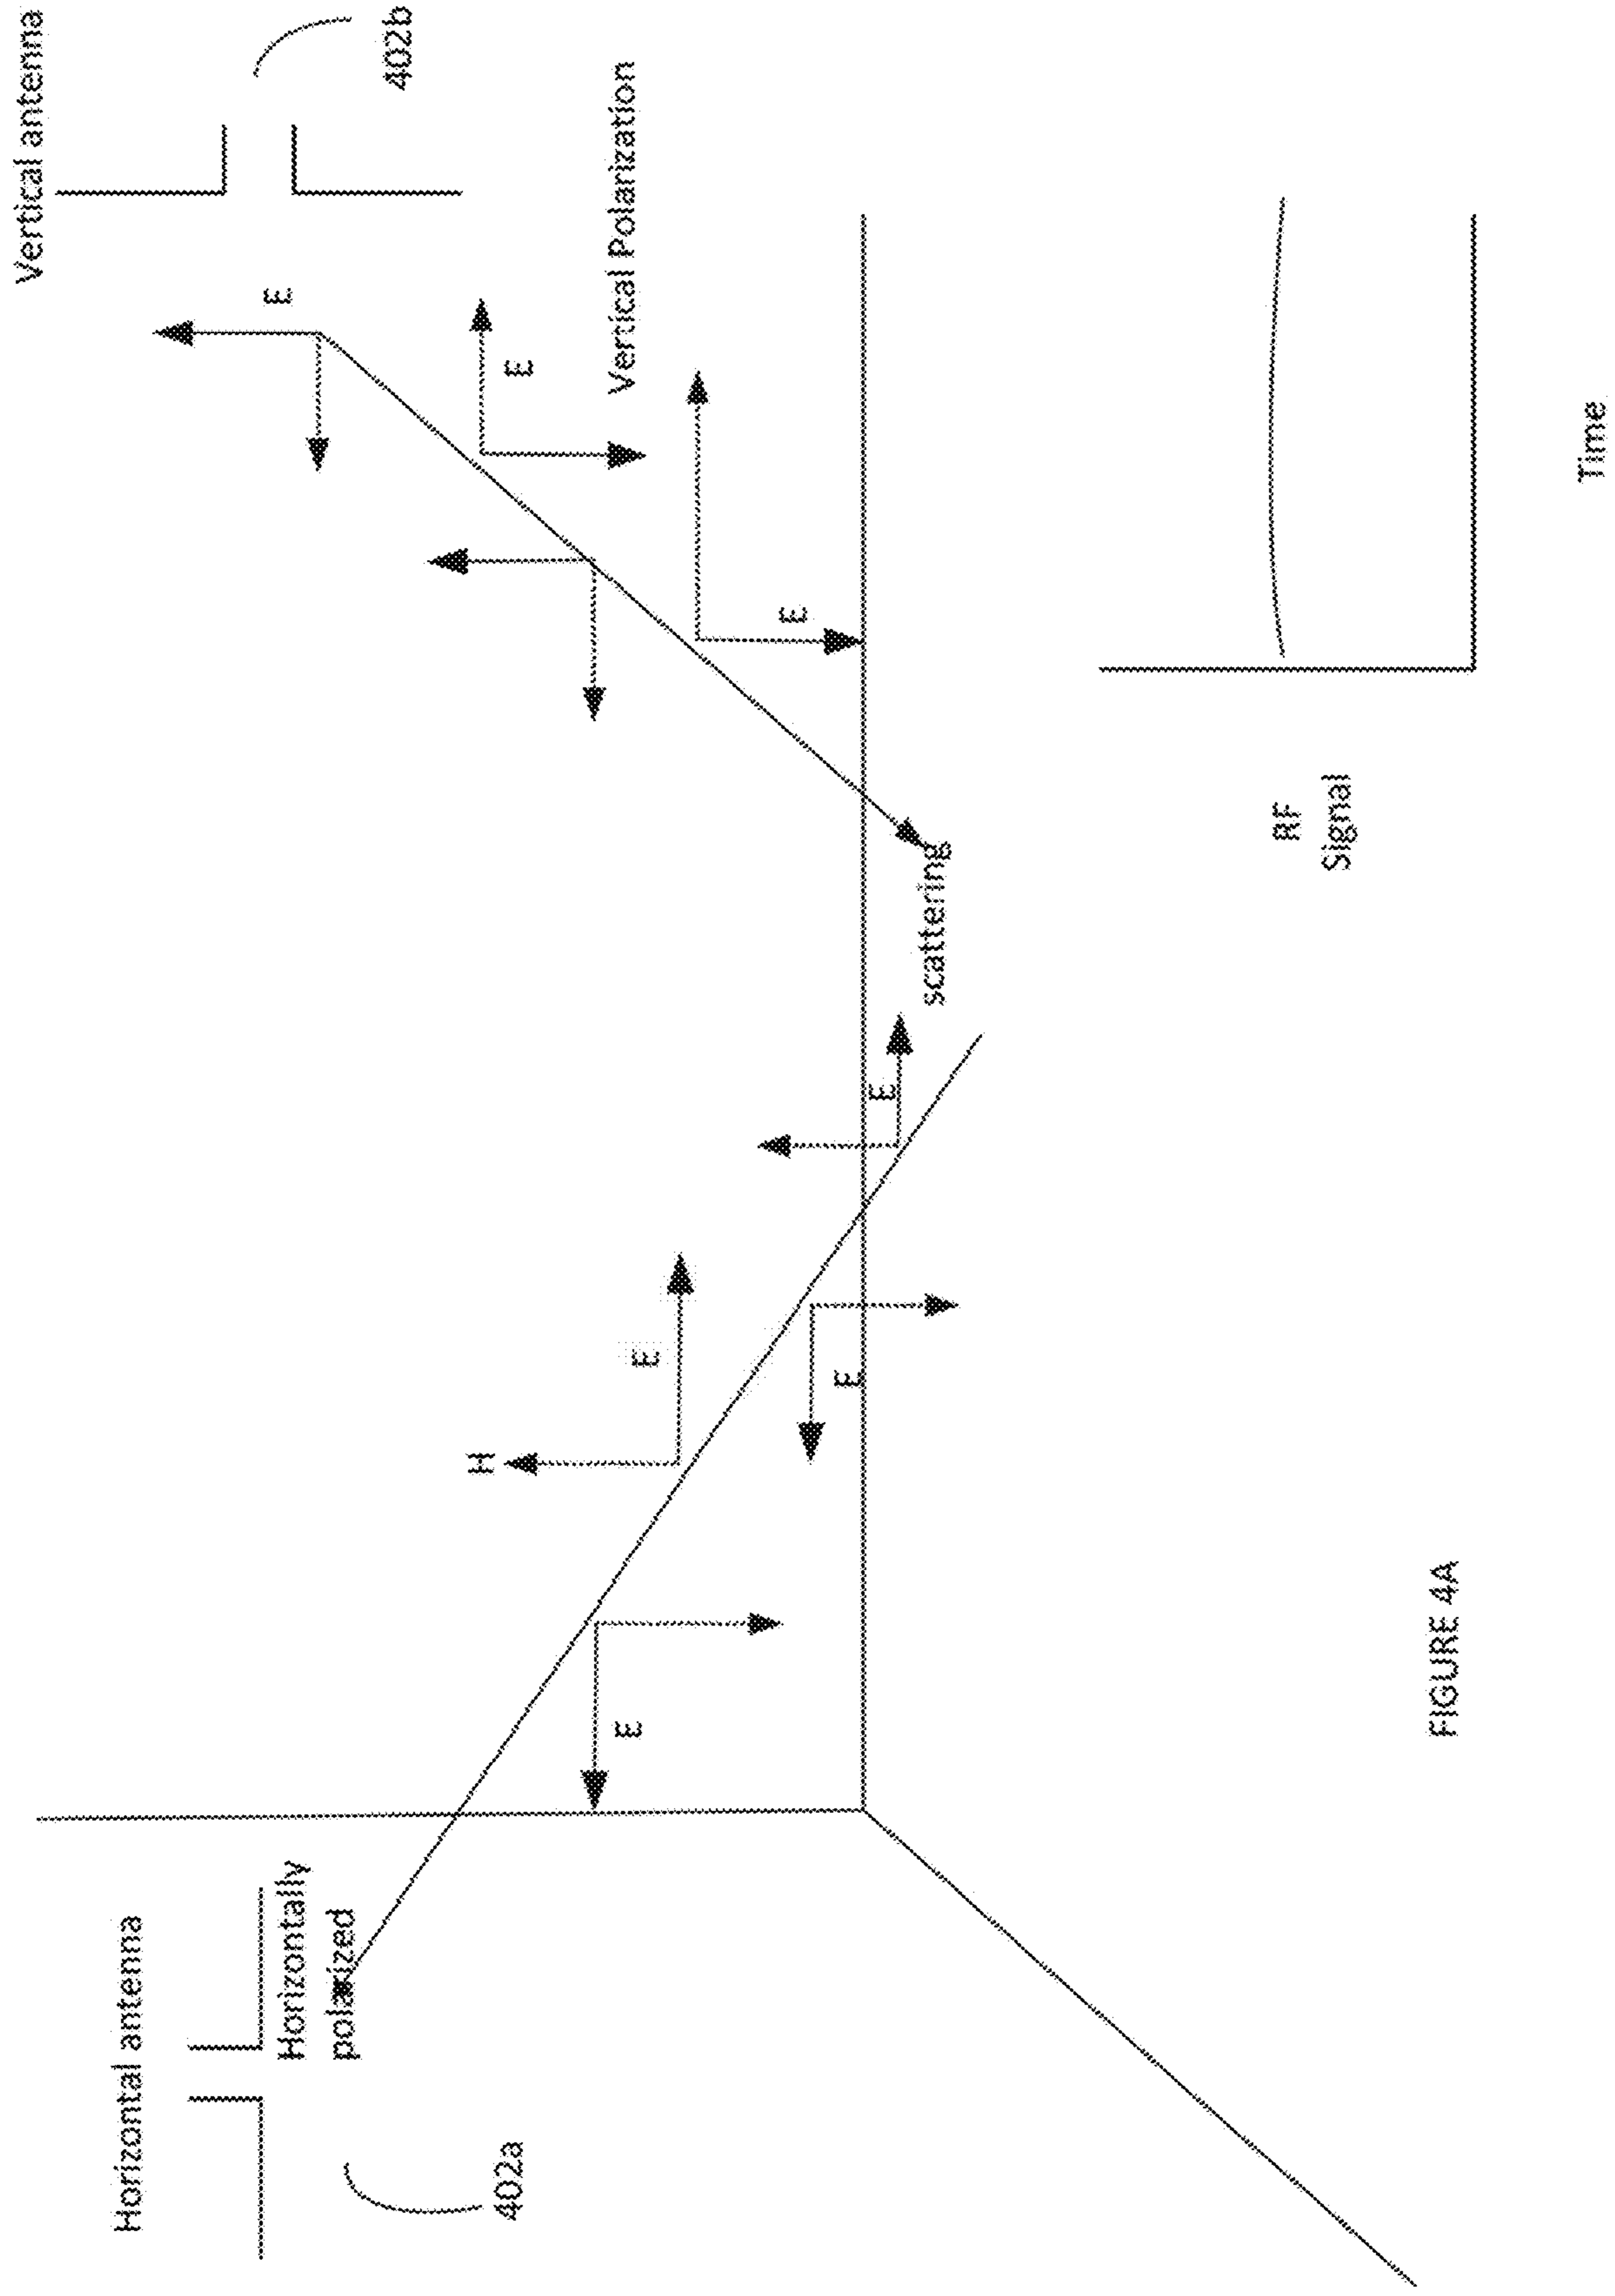 Horizontal antenna
Horizontally
polarized
402a
E
H
E
E
E
scattering
Vertical antenna
402b
E
E
Vertical Polarization
E
RF
Signal
Time
FIGURE 4A